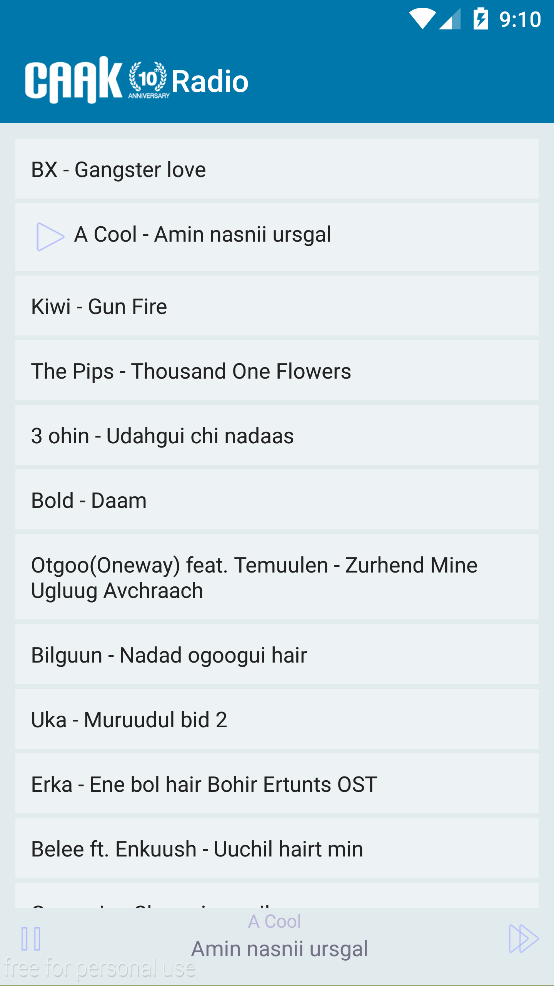 9:10
CAAK 10 ANNIVERSARY Radio
BX - Gangster love
A Cool - Amin nasnii ursgal
Kiwi - Gun Fire
The Pips - Thousand One Flowers
3 ohin - Udahgui chi nadaas
Bold - Daam
Otgoo(Oneway) feat. Temuulen - Zurhend Mine
Ugluug Avchraach
Bilguun - Nadad ogoogui hair
Uka - Muruudul bid 2
Erka - Ene bol hair Bohir Ertunts OST
Belee ft. Enkuush - Uuchil hairt min
A Cool
Amin nasnii ursgal
free for personal use